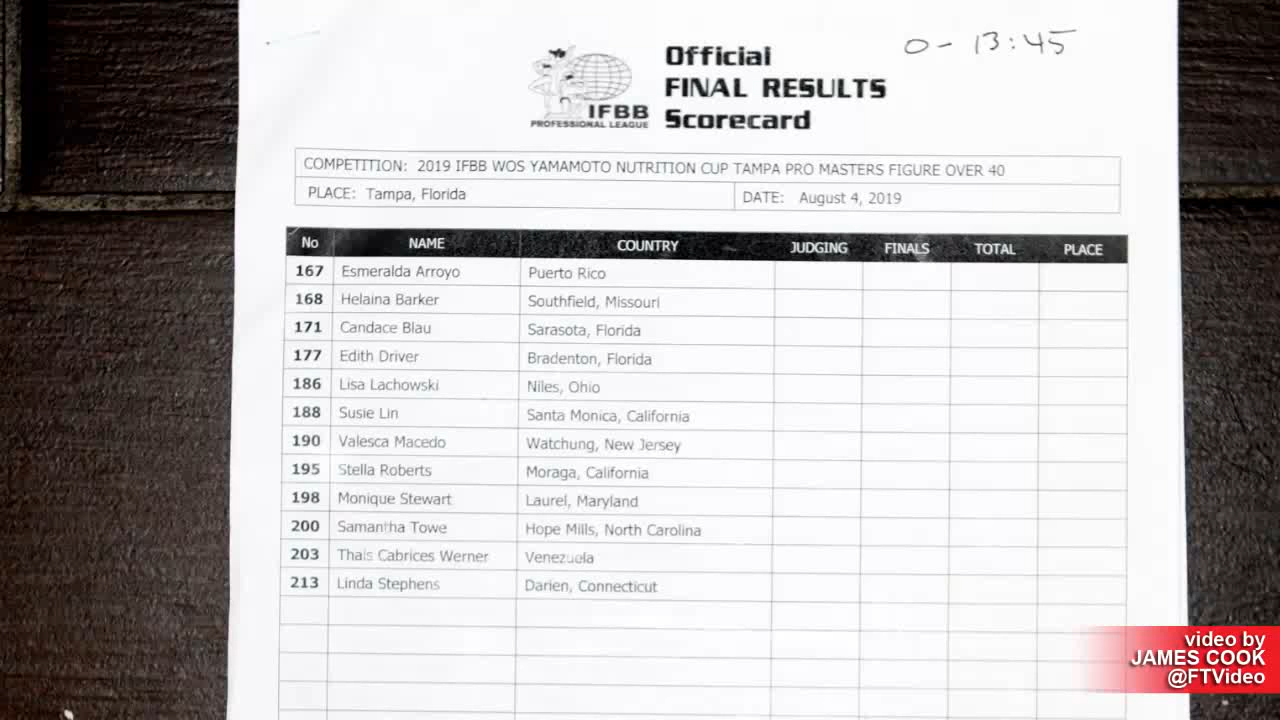 0 - 13:45
Official
FINAL RESULTS
Scorecard
IFBB
PROFESSIONAL LEAGUE
COMPETITION: 2019 IFBB WOS YAMAMOTO NUTRITION CUP TAMPA PRO MASTERS FIGURE OVER 40
PLACE: Tampa, Florida DATE: August 4, 2019
No NAME COUNTRY JUDGING FINALS TOTAL PLACE
167 Esmeralda Arroyo Puerto Rico
168 Helaina Barker Southfield, Missouri
171 Candace Blau Sarasota, Florida
177 Edith Driver Bradenton, Florida
186 Lisa Lachowski Niles, Ohio
188 Susie Lin Santa Monica, California
190 Valesca Macedo Watchung, New Jersey
195 Stella Roberts Moraga, California
198 Monique Stewart Laurel, Maryland
200 Samantha Towe Hope Mills, North Carolina
203 Thais Cabrices Werner Venezuela
213 Linda Stephens Darien, Connecticut
video by
JAMES COOK
@FTVideo